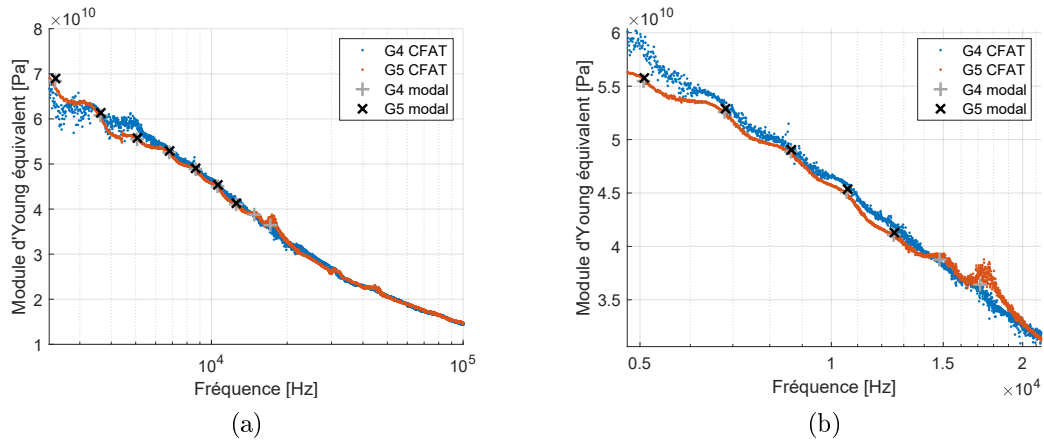 ×10^10
8
7
6
5
4
3
2
1
10^4
10^5
Module d'Young équivalent [Pa]
Fréquence [Hz]
G4 CFAT
G5 CFAT
G4 modal
G5 modal
(a)
×10^10
6
5.5
5
4.5
4
3.5
0.5
1
1.5
2
×10^4
Module d'Young équivalent [Pa]
Fréquence [Hz]
G4 CFAT
G5 CFAT
G4 modal
G5 modal
(b)